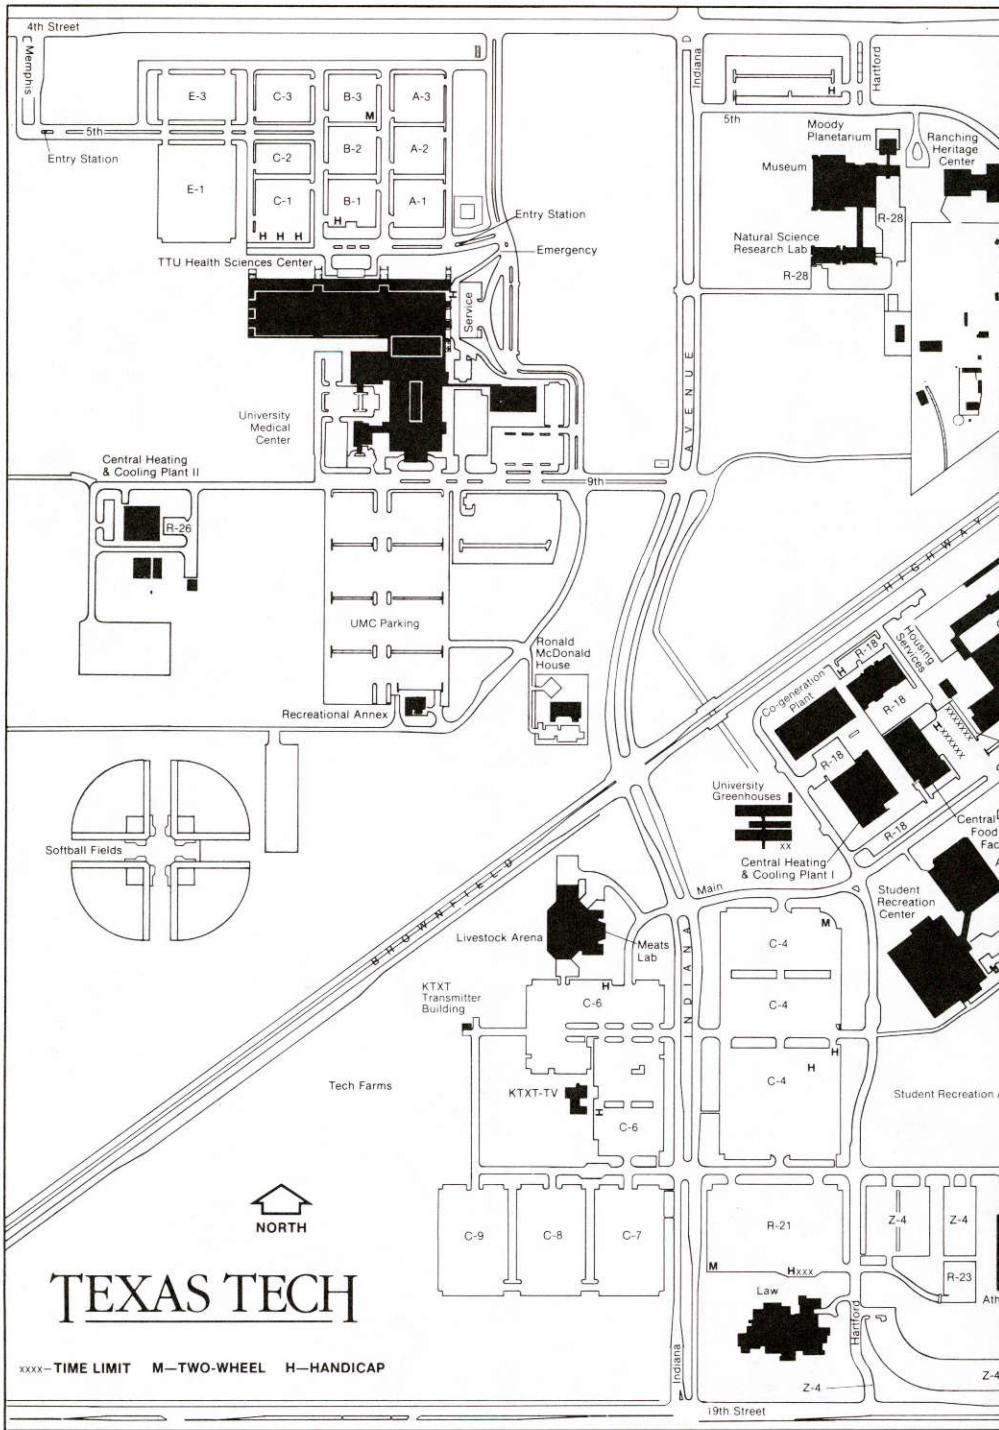 4th Street
Memphis
Indiana
Hartford
E-3
C-3
B-3
A-3
M
H
5th
5th
Entry Station
C-2
B-2
A-2
E-1
C-1
B-1
A-1
H
H H H
Moody
Planetarium
Ranching
Heritage
Center
Museum
R-28
Natural Science
Research Lab
R-28
Entry Station
Emergency
TTU Health Sciences Center
H
Service
AVENUE
University
Medical
Center
Central Heating
& Cooling Plant II
R-26
9th
HIGHWAY
UMC Parking
Ronald
McDonald
House
Recreational Annex
Housing
Services
R-18
H
Co-generation
Plant
R-18
R-18
H
xxxxxxx
xxxxxx
R-18
University
Greenhouses
xx
Central
Food
Fac
Central Heating
& Cooling Plant I
Softball Fields
BROWNFIELD
Main
Student
Recreation
Center
Livestock Arena
Meats
Lab
INDIANA
M
C-4
C-4
KTXT
Transmitter
Building
H
C-6
H
H
C-4
Tech Farms
KTXT-TV
H
C-6
Student Recreation A
NORTH
C-9
C-8
C-7
R-21
Z-4
Z-4
M
Hxxx
R-23
Ath
TEXAS TECH
Law
Hartford
Indiana
Z-4
Z-4
xxxx-TIME LIMIT M—TWO-WHEEL H—HANDICAP
19th Street